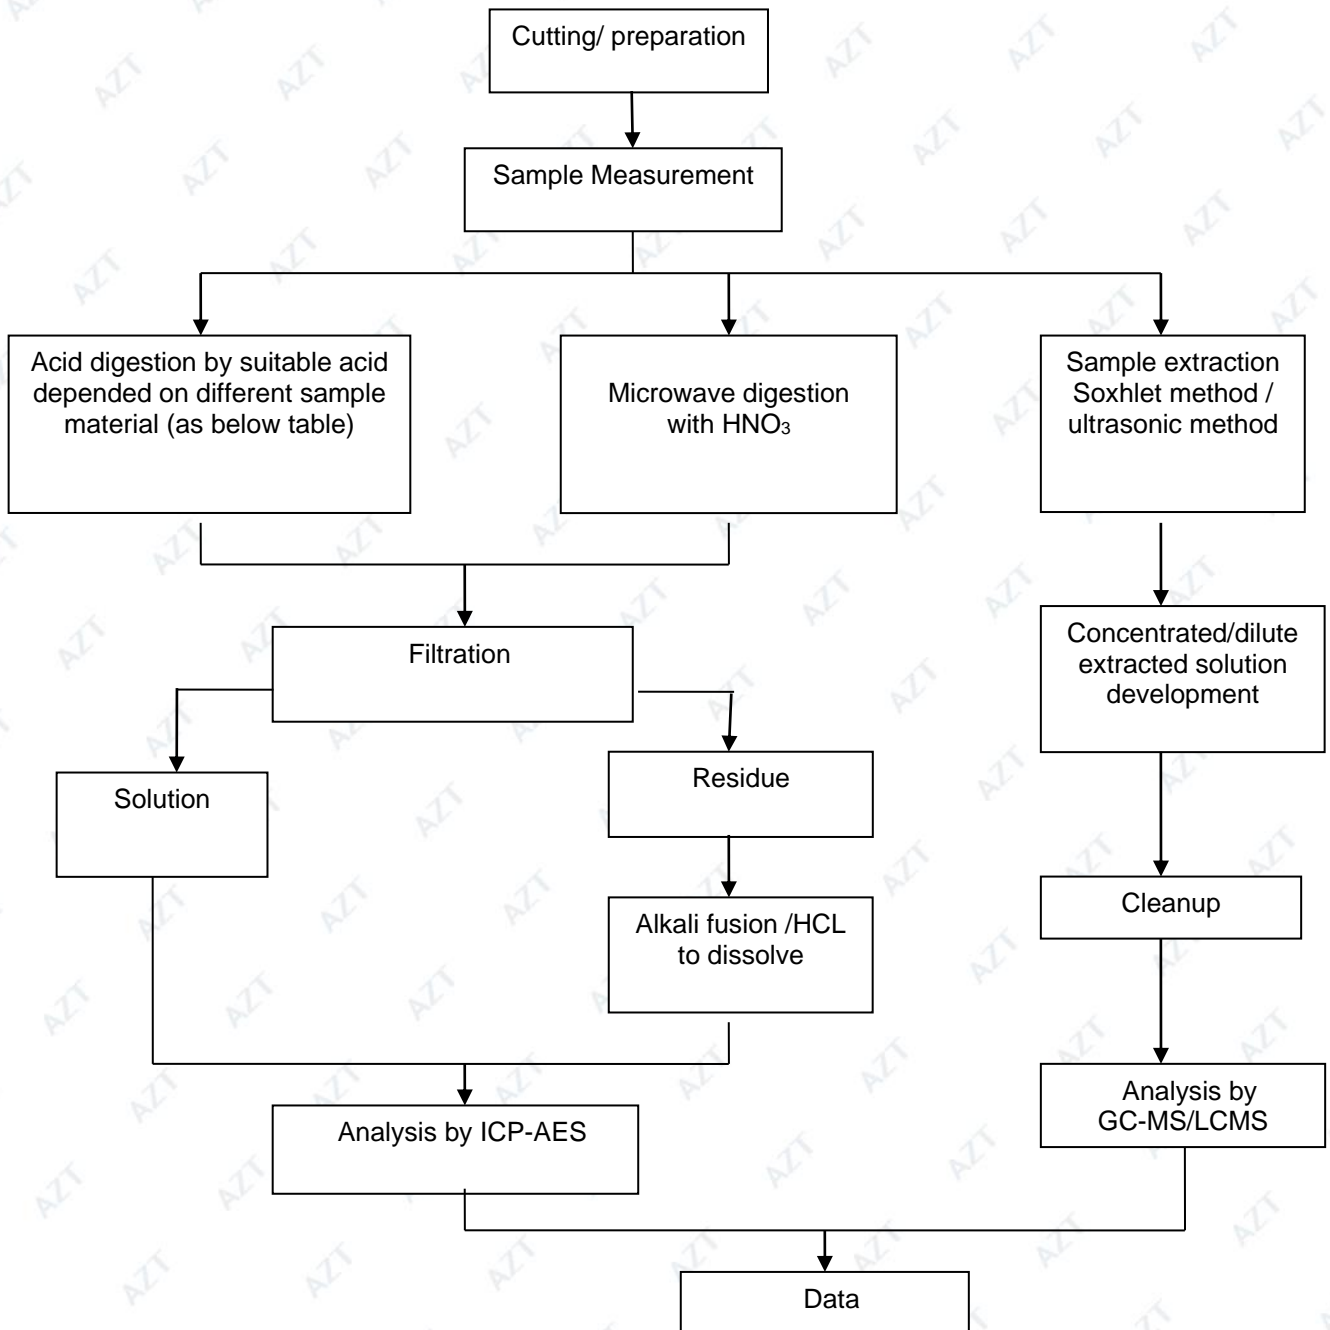 Cutting/ preparation
Sample Measurement
Acid digestion by suitable acid
depended on different sample
material (as below table)
Microwave digestion
with HNO₃
Sample extraction
Soxhlet method /
ultrasonic method
Filtration
Concentrated/dilute
extracted solution
development
Solution
Residue
Alkali fusion /HCL
to dissolve
Cleanup
Analysis by ICP-AES
Analysis by
GC-MS/LCMS
Data
AZT